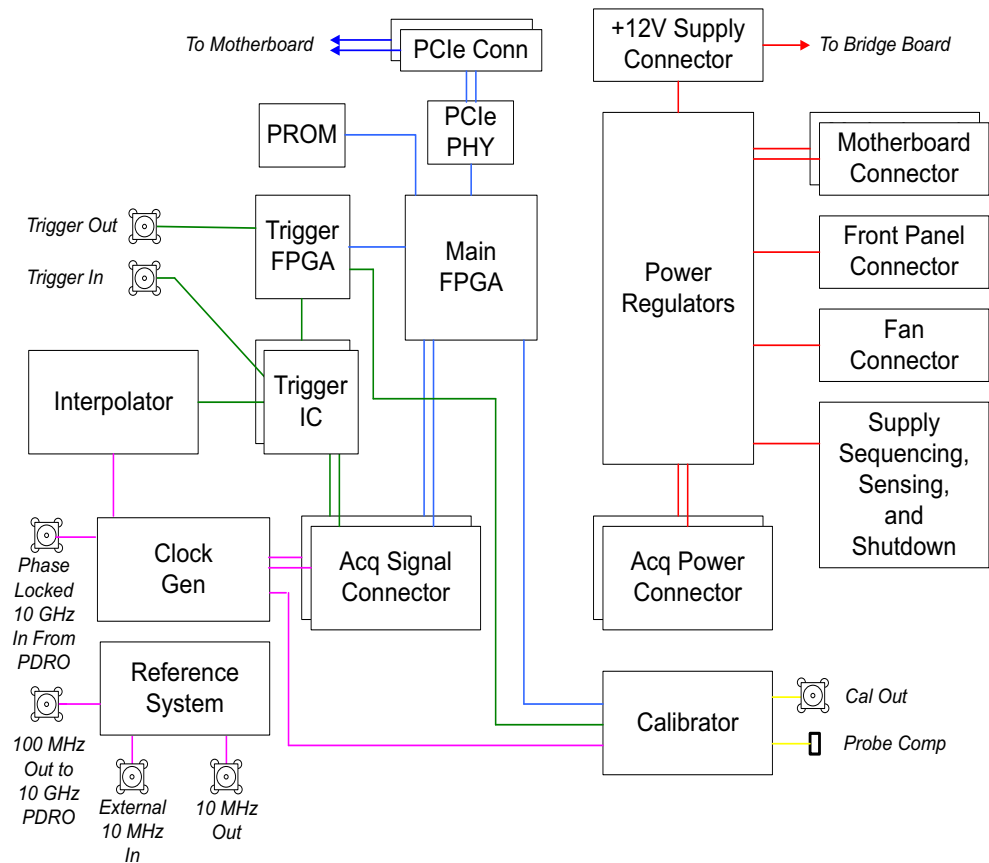 To Motherboard
PCIe Conn
+12V Supply
Connector
To Bridge Board
PROM
PCIe
PHY
Motherboard
Connector
Trigger Out
Trigger
FPGA
Main
FPGA
Power
Regulators
Front Panel
Connector
Trigger In
Fan
Connector
Interpolator
Trigger
IC
Supply
Sequencing,
Sensing,
and
Shutdown
Phase
Locked
10 GHz
In From
PDRO
Clock
Gen
Acq Signal
Connector
Acq Power
Connector
Reference
System
Calibrator
Cal Out
Probe Comp
100 MHz
Out to
10 GHz
PDRO
External
10 MHz
In
10 MHz
Out